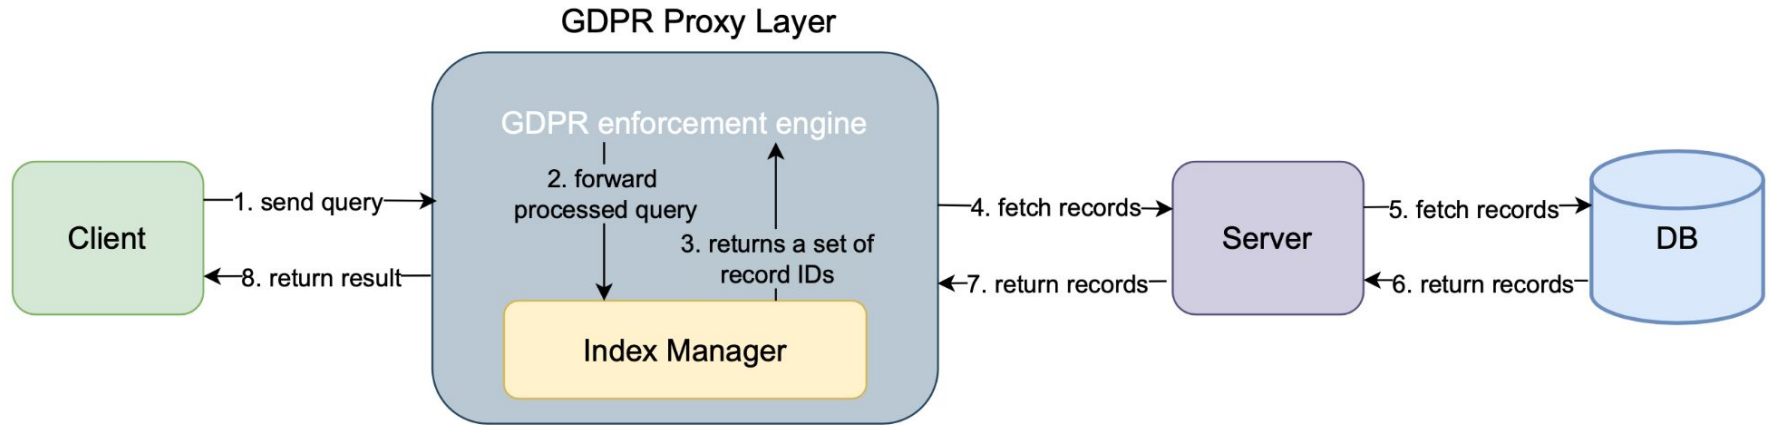 GDPR Proxy Layer
GDPR enforcement engine
2. forward
processed query
3. returns a set of
record IDs
Index Manager
Client
1. send query
8. return result
4. fetch records
7. return records
Server
5. fetch records
6. return records
DB